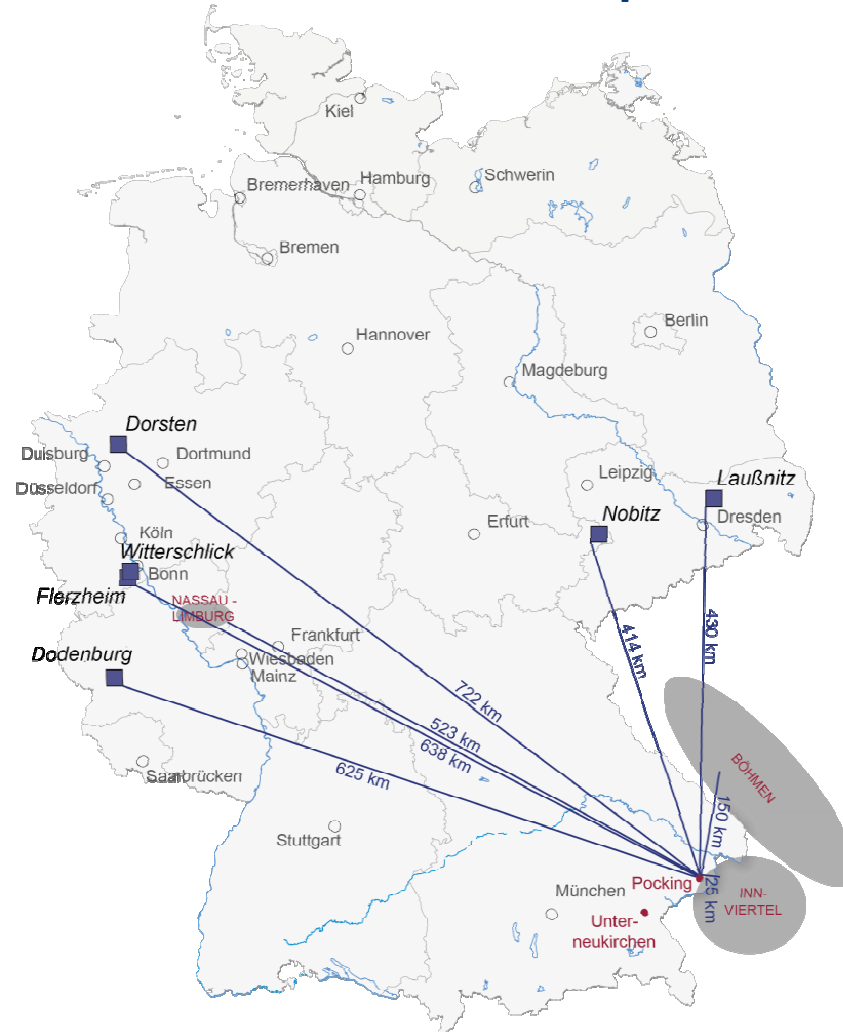 Kiel
Bremerhaven
Hamburg
Schwerin
Bremen
Berlin
Hannover
Magdeburg
Dorsten
Duisburg
Dortmund
Essen
Düsseldorf
Leipzig
Laußnitz
Nobitz
Dresden
Erfurt
Köln
Witterschlick
Bonn
Flerzheim
NASSAU -
LIMBURG
Frankfurt
Wiesbaden
Mainz
Dodenburg
414 km
430 km
722 km
523 km
638 km
625 km
Saarbrücken
BÖHMEN
150 km
Stuttgart
Pocking
25 km
München
INN-
VIERTEL
Unter-
neukirchen